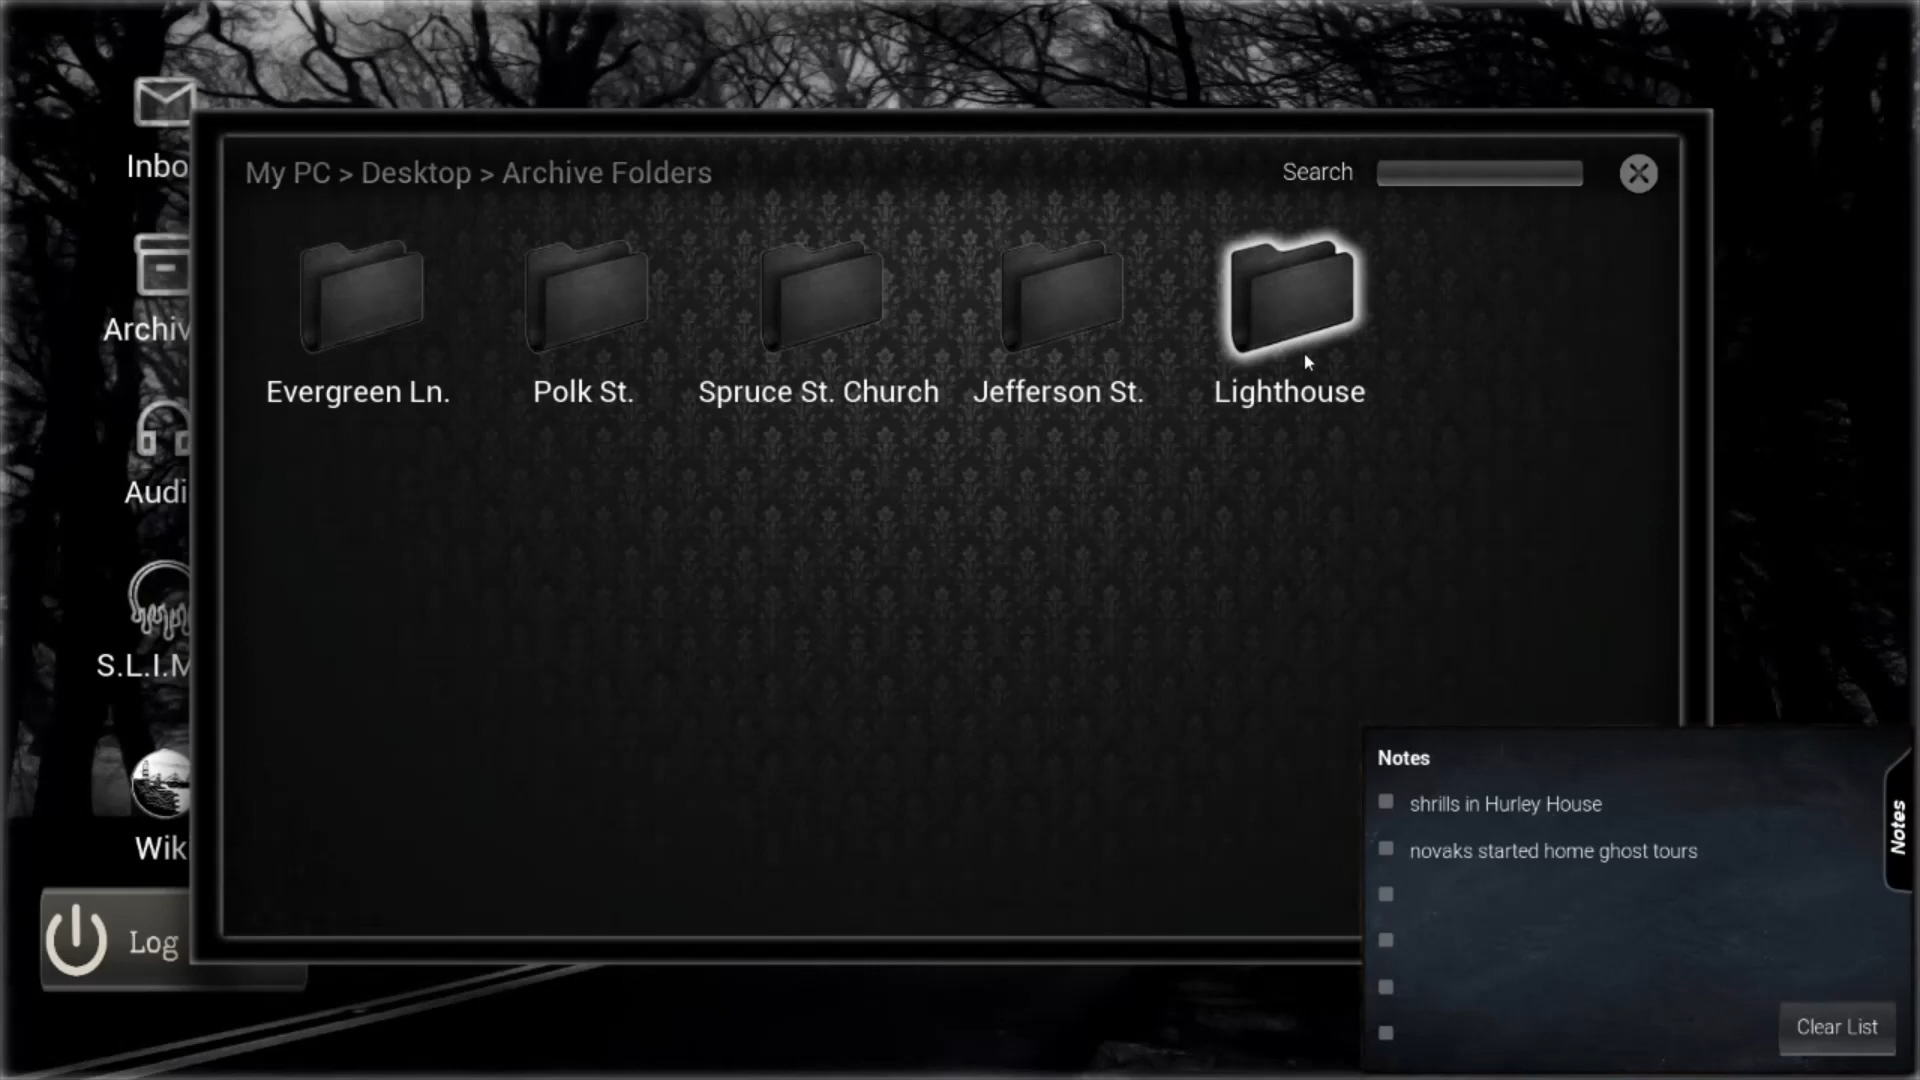 My PC > Desktop > Archive Folders
Search
Evergreen Ln.
Polk St.
Spruce St. Church
Jefferson St.
Lighthouse
Inbo
Archiv
Audi
S.L.I.M
Wik
Log
Notes
shrills in Hurley House
novaks started home ghost tours
Notes
Clear List